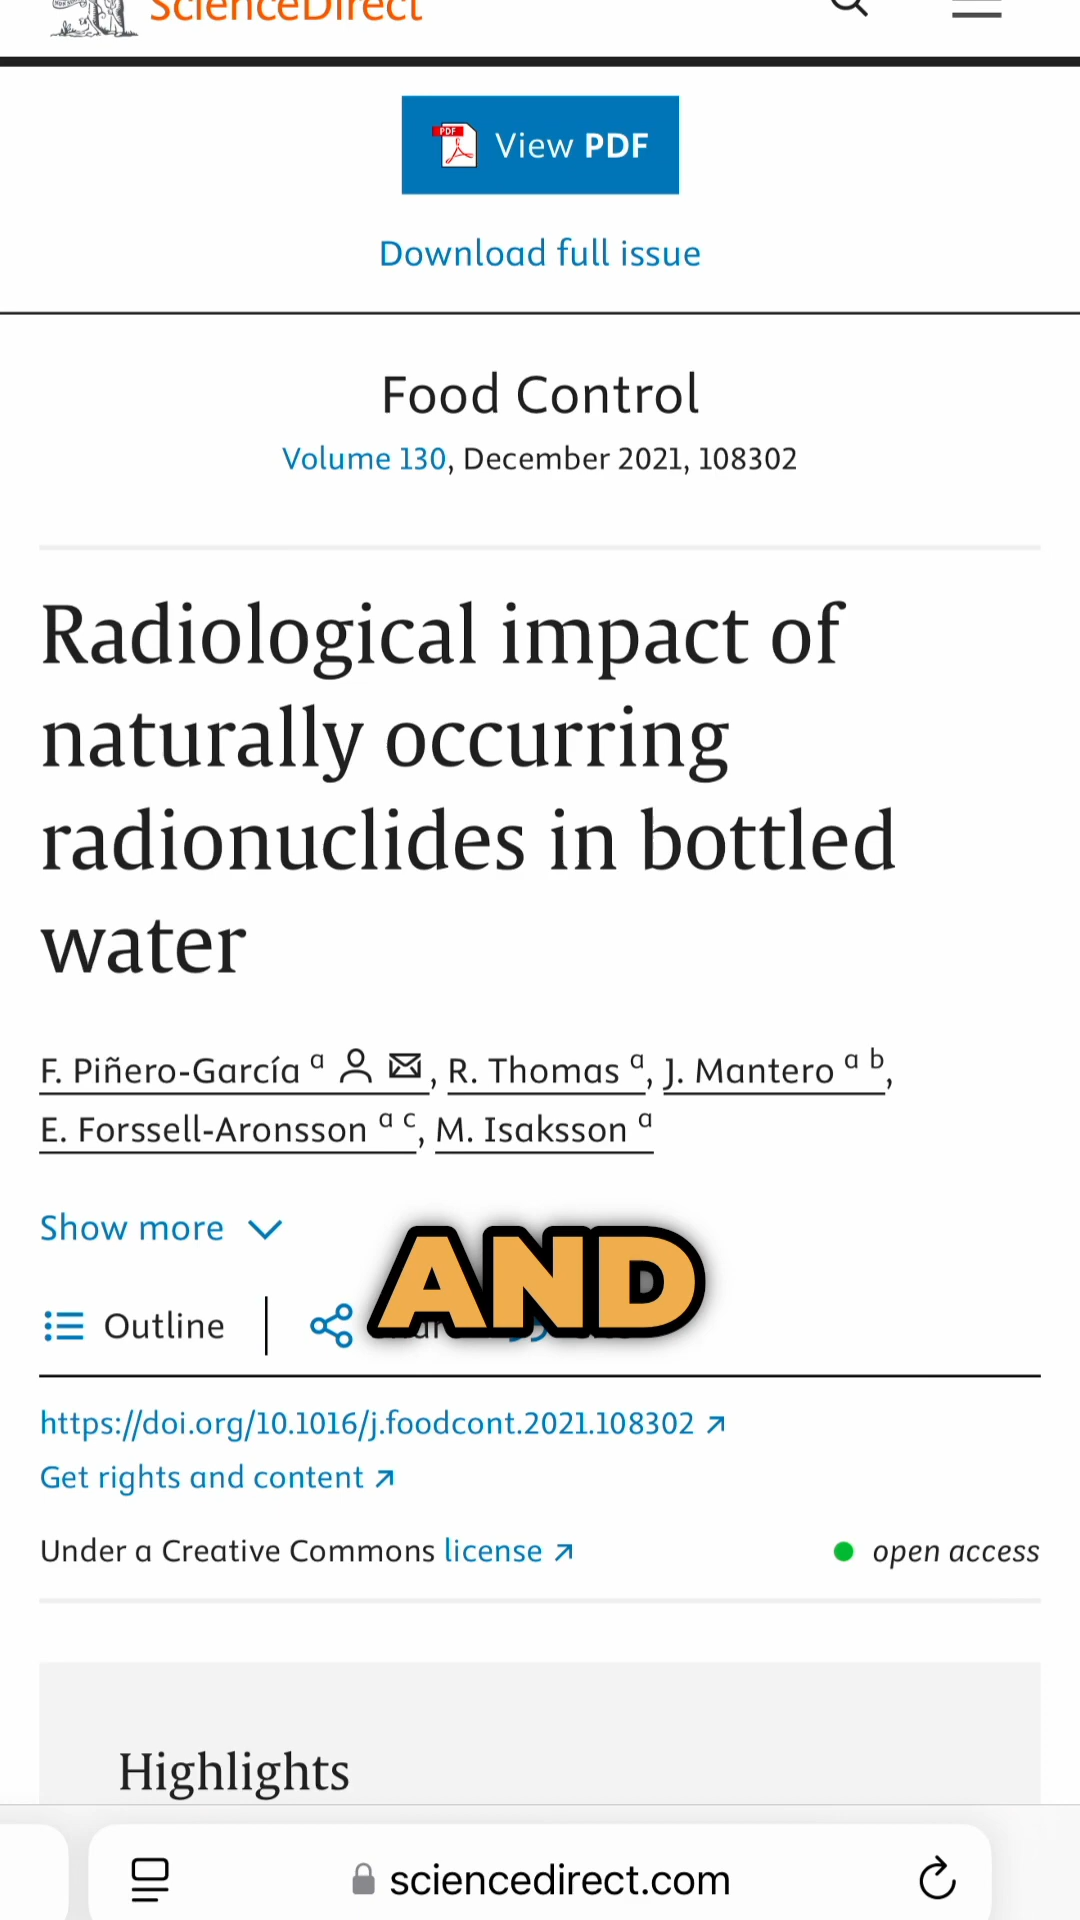 ScienceDirect
View PDF
Download full issue
Food Control
Volume 130, December 2021, 108302
Radiological impact of
naturally occurring
radionuclides in bottled
water
F. Piñero-García a, R. Thomas a, J. Mantero a b,
E. Forssell-Aronsson a c, M. Isaksson a
Show more
AND
Outline
https://doi.org/10.1016/j.foodcont.2021.108302
Get rights and content
Under a Creative Commons license
open access
Highlights
sciencedirect.com